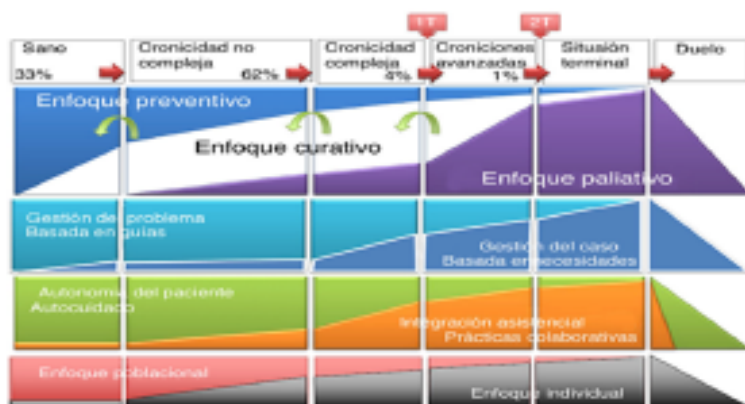 1T
2T
Sano
33%
Cronicidad no
compleja
62%
Cronicidad
compleja
4%
Croniciones
avanzadas
1%
Situaión
terminal
Duelo
Enfoque preventivo
Enfoque curativo
Enfoque paliativo
Gestión del problema
Basada en guías
Gestión del caso
Basada en necesidades
Autonomía del paciente
Autocuidado
Integración asistencial
Prácticas colaborativas
Enfoque poblacional
Enfoque individual